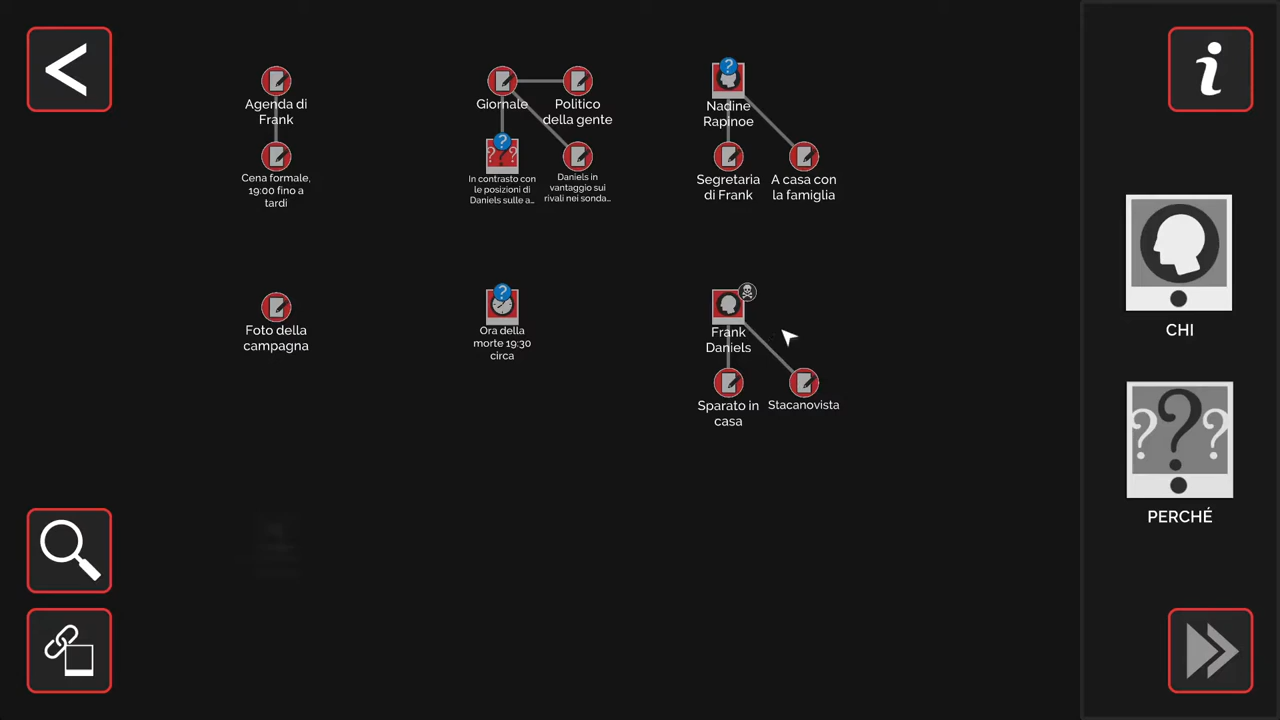 Agenda di
Frank
Cena formale,
19:00 fino a
tardi
Giornale
Politico
della gente
In contrasto con
le posizioni di
Daniels sulle a...
Daniels in
vantaggio sui
rivali nei sonda...
Nadine
Rapinoe
Segretaria
di Frank
A casa con
la famiglia
Foto della
campagna
Ora della
morte 19:30
circa
Frank
Daniels
Sparato in
casa
Stacanovista
CHI
PERCHÉ